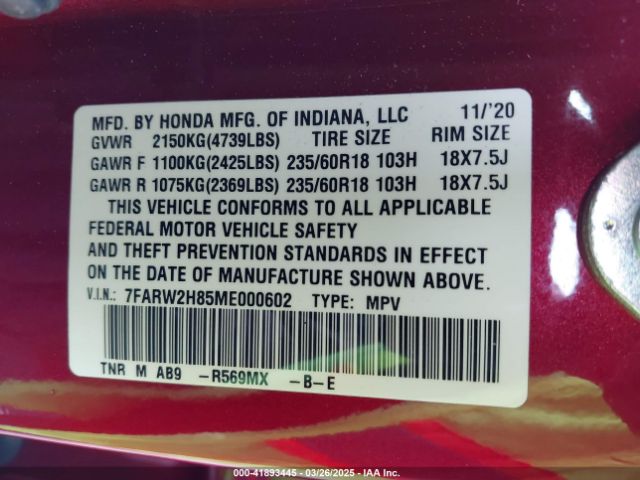 MFD. BY HONDA MFG. OF INDIANA, LLC 11/'20
GVWR 2150KG(4739LBS) TIRE SIZE RIM SIZE
GAWR F 1100KG(2425LBS) 235/60R18 103H 18X7.5J
GAWR R 1075KG(2369LBS) 235/60R18 103H 18X7.5J
THIS VEHICLE CONFORMS TO ALL APPLICABLE
FEDERAL MOTOR VEHICLE SAFETY
AND THEFT PREVENTION STANDARDS IN EFFECT
ON THE DATE OF MANUFACTURE SHOWN ABOVE.
V.I.N.: 7FARW2H85ME000602 TYPE: MPV
TNR M AB9 -R569MX -B-E
000-41893445 - 03/26/2025 - IAA Inc.